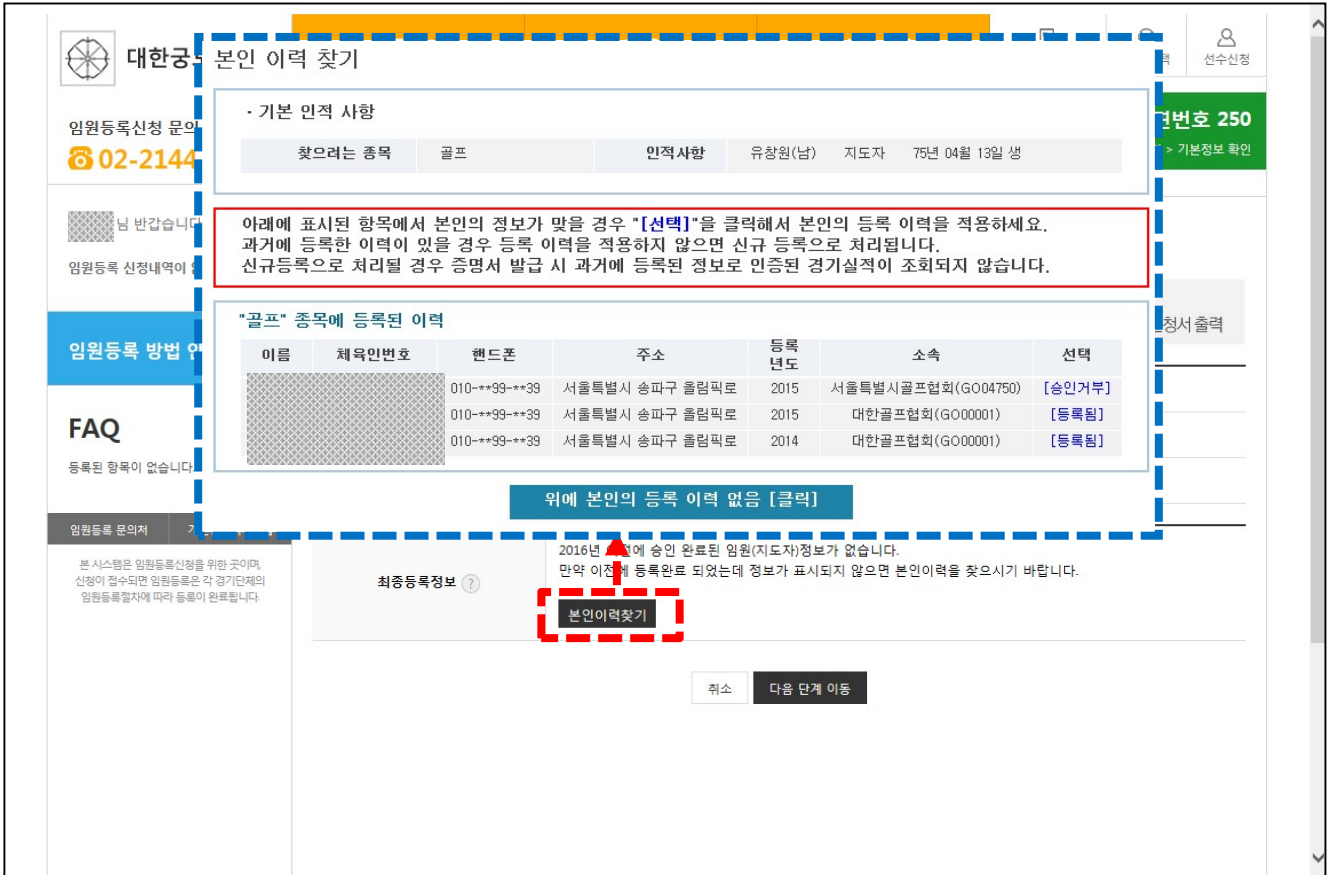 대한궁
선수신청
본인 이력 찾기
· 기본 인적 사항
찾으려는 종목 골프 인적사항 유창원(남) 지도자 75년 04월 13일 생
임원등록신청 문의
02-2144
면번호 250
> 기본정보 확인
아래에 표시된 항목에서 본인의 정보가 맞을 경우 "[선택]"을 클릭해서 본인의 등록 이력을 적용하세요.
과거에 등록한 이력이 있을 경우 등록 이력을 적용하지 않으면 신규 등록으로 처리됩니다.
신규등록으로 처리될 경우 증명서 발급 시 과거에 등록된 정보로 인증된 경기실적이 조회되지 않습니다.
님 반갑습니다
임원등록 신청내역이
"골프" 종목에 등록된 이력
이름 체육인번호 핸드폰 주소 등록년도 소속 선택
010-**99-**39 서울특별시 송파구 올림픽로 2015 서울특별시골프협회(GO04750) [승인거부]
010-**99-**39 서울특별시 송파구 올림픽로 2015 대한골프협회(GO00001) [등록됨]
010-**99-**39 서울특별시 송파구 올림픽로 2014 대한골프협회(GO00001) [등록됨]
위에 본인의 등록 이력 없음 [클릭]
청서 출력
임원등록 방법
FAQ
등록된 항목이 없습니다
임원등록 문의처
본 시스템은 임원등록신청을 위한 곳이며,
신청이 접수되면 임원등록은 각 경기단체의
임원등록절차에 따라 등록이 완료됩니다.
최종등록정보 ?
2016년 에 승인 완료된 임원(지도자)정보가 없습니다.
만약 이전에 등록완료 되었는데 정보가 표시되지 않으면 본인이력을 찾으시기 바랍니다.
본인이력찾기
취소 다음 단계 이동